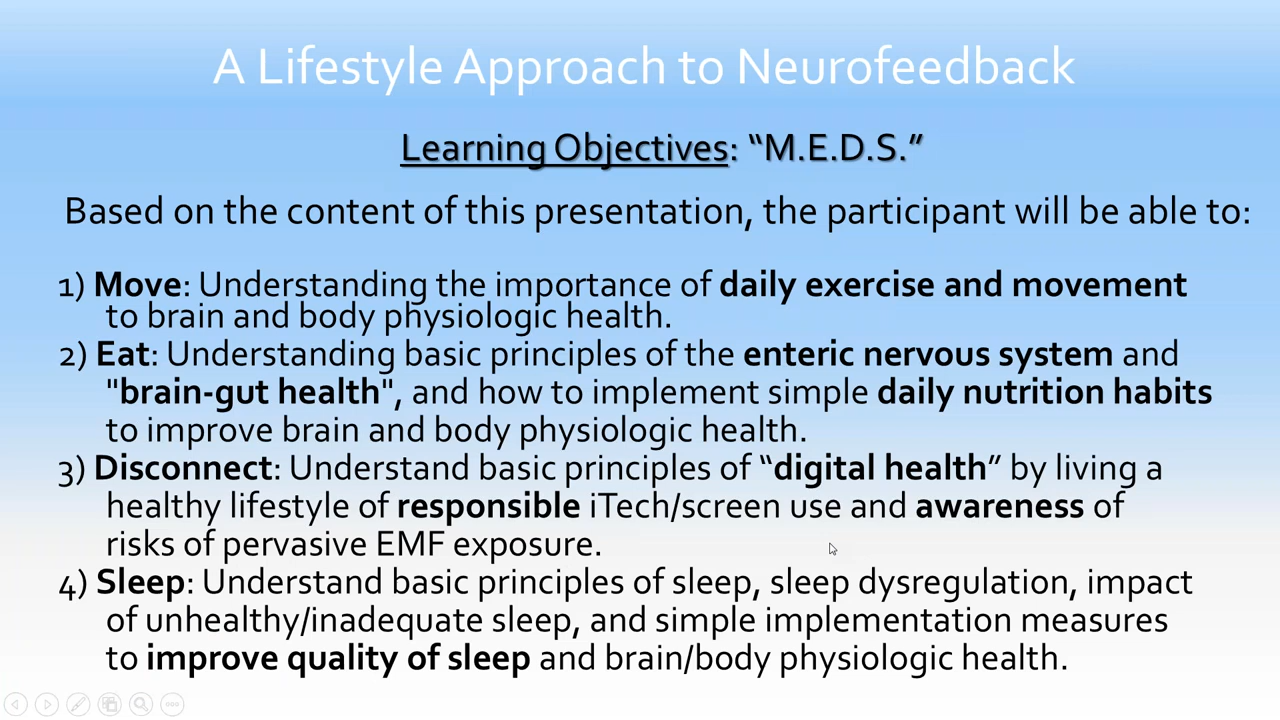 A Lifestyle Approach to Neurofeedback
Learning Objectives: “M.E.D.S.”
Based on the content of this presentation, the participant will be able to:
1) Move: Understanding the importance of daily exercise and movement
to brain and body physiologic health.
2) Eat: Understanding basic principles of the enteric nervous system and
"brain-gut health", and how to implement simple daily nutrition habits
to improve brain and body physiologic health.
3) Disconnect: Understand basic principles of “digital health” by living a
healthy lifestyle of responsible iTech/screen use and awareness of
risks of pervasive EMF exposure.
4) Sleep: Understand basic principles of sleep, sleep dysregulation, impact
of unhealthy/inadequate sleep, and simple implementation measures
to improve quality of sleep and brain/body physiologic health.